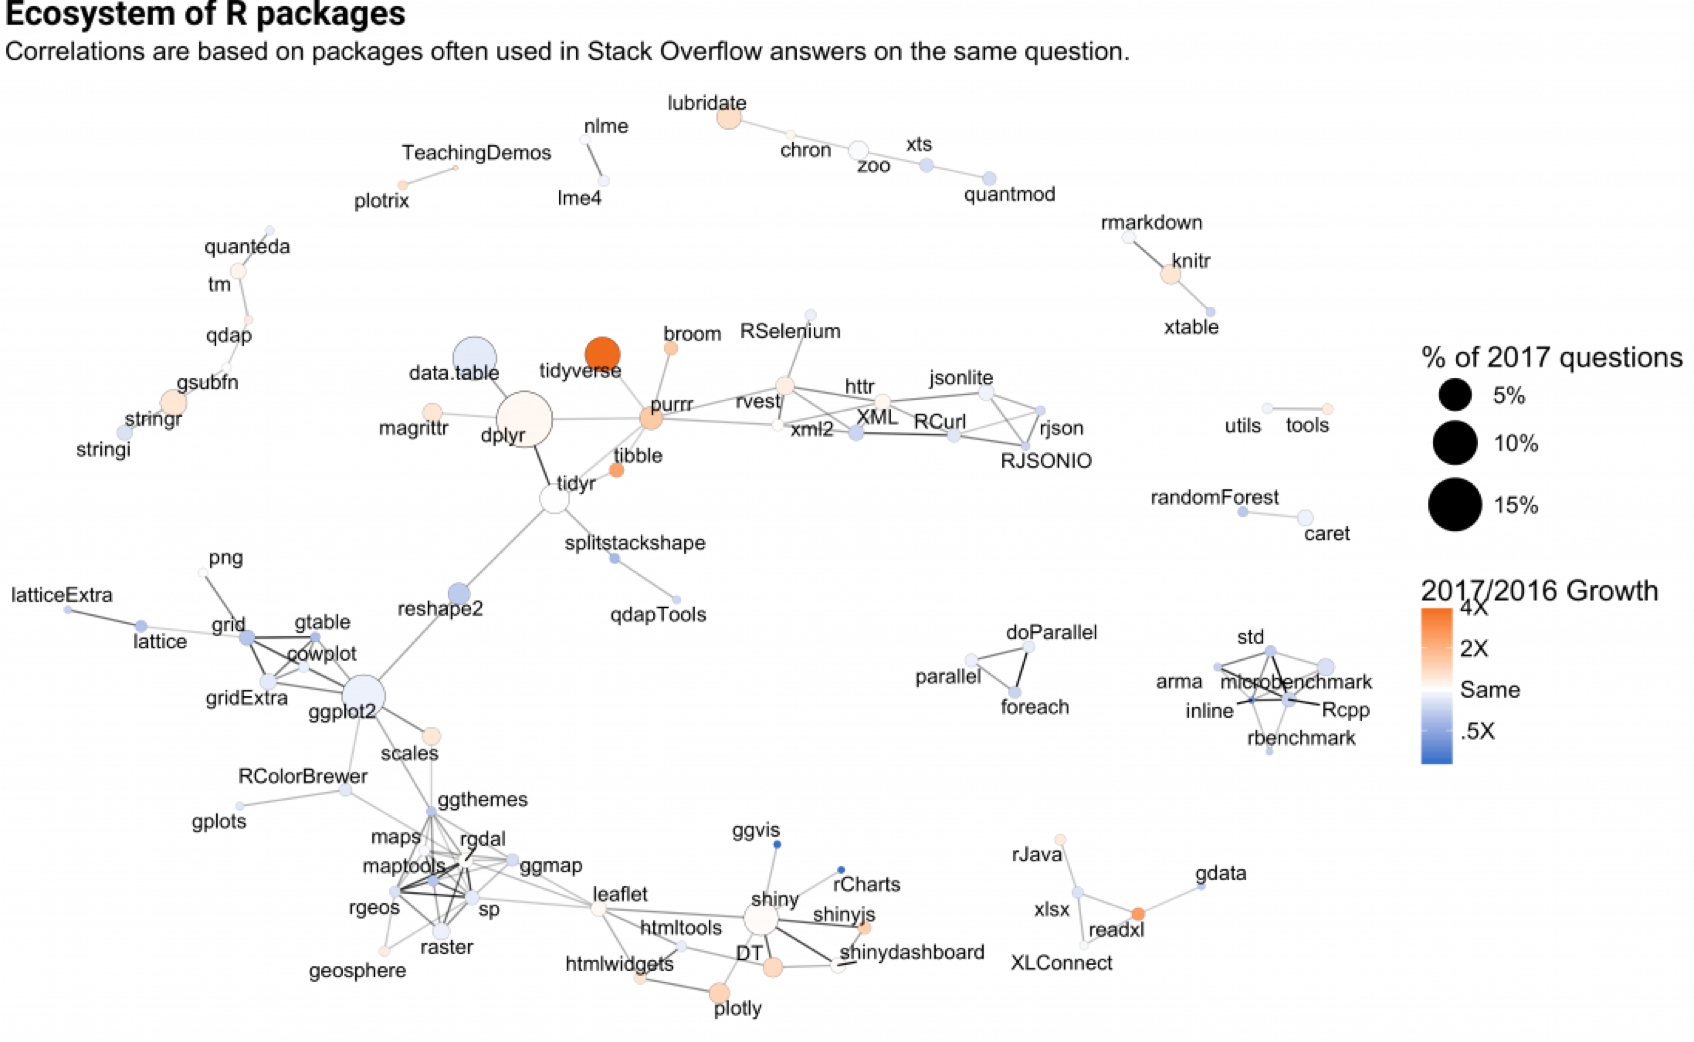 Ecosystem of R packages
Correlations are based on packages often used in Stack Overflow answers on the same question.
lubridate
nlme
chron
xts
TeachingDemos
zoo
plotrix
lme4
quantmod
rmarkdown
quanteda
knitr
tm
xtable
qdap
RSelenium
broom
data.table
tidyverse
gsubfn
httr
jsonlite
rvest
purrr
stringr
magrittr
dplyr
xml2
XML
RCurl
rjson
utils
tools
stringi
tibble
RJSONIO
tidyr
randomForest
caret
splitstackshape
png
latticeExtra
reshape2
qdapTools
grid
gtable
lattice
cowplot
doParallel
std
gridExtra
ggplot2
parallel
foreach
arma
microbenchmark
inline
Rcpp
rbenchmark
scales
RColorBrewer
ggthemes
gplots
maps
rgdal
ggvis
maptools
ggmap
rJava
gdata
rCharts
leaflet
shiny
rgeos
sp
shinyjs
xlsx
readxl
htmltools
raster
DT
shinydashboard
geosphere
htmlwidgets
XLConnect
plotly
% of 2017 questions
5%
10%
15%
2017/2016 Growth
4X
2X
Same
.5X